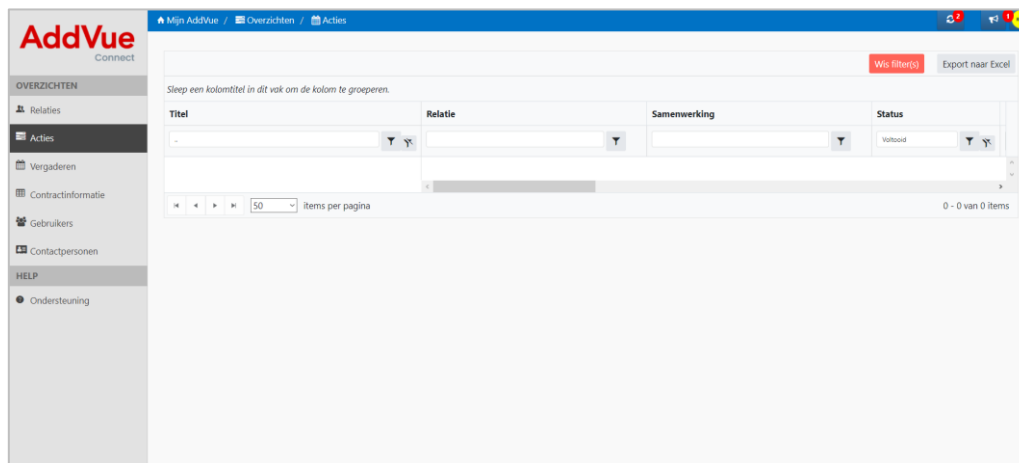 AddVue
Connect
Mijn AddVue / Overzichten / Acties
2
1
OVERZICHTEN
Relaties
Acties
Vergaderen
Contractinformatie
Gebruikers
Contactpersonen
HELP
Ondersteuning
Wis filter(s)
Export naar Excel
Sleep een kolomtitel in dit vak om de kolom te groeperen.
Titel Relatie Samenwerking Status
Voltooid
50 items per pagina
0 - 0 van 0 items